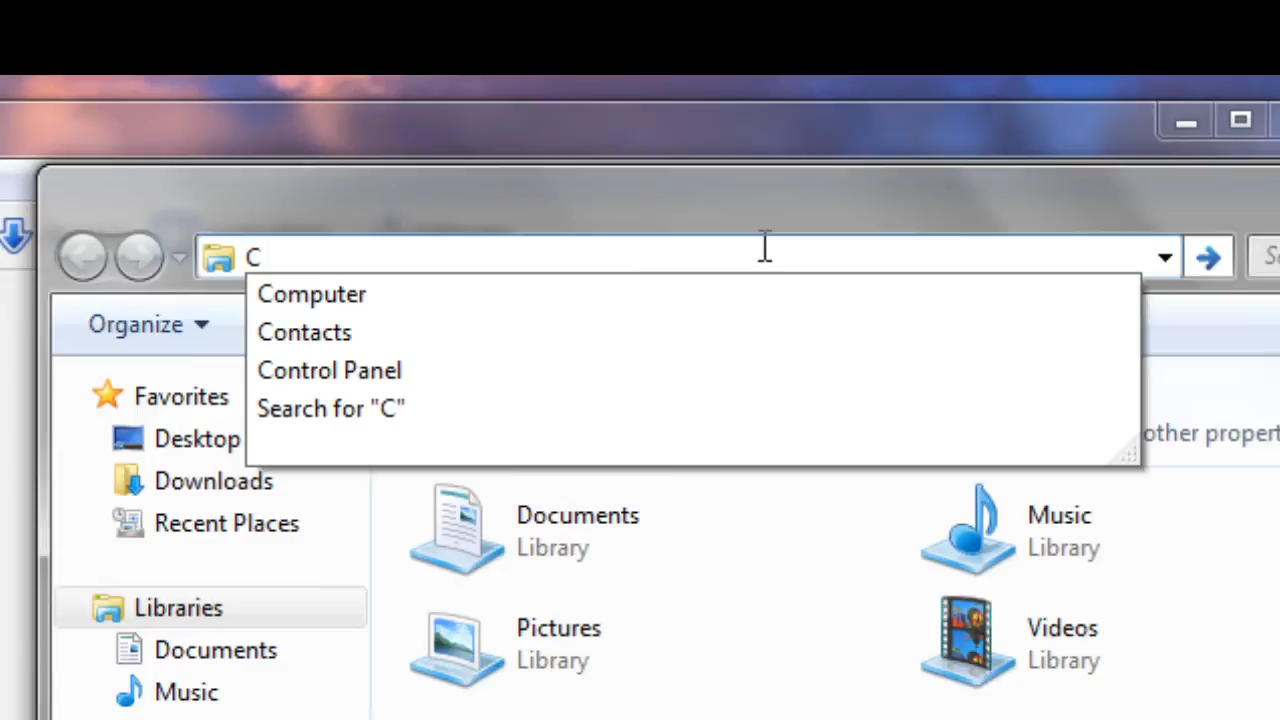 C
Computer
Contacts
Control Panel
Search for "C"
Organize
Favorites
Desktop
Downloads
Recent Places
Libraries
Documents
Music
other propert
Documents
Library
Music
Library
Pictures
Library
Videos
Library